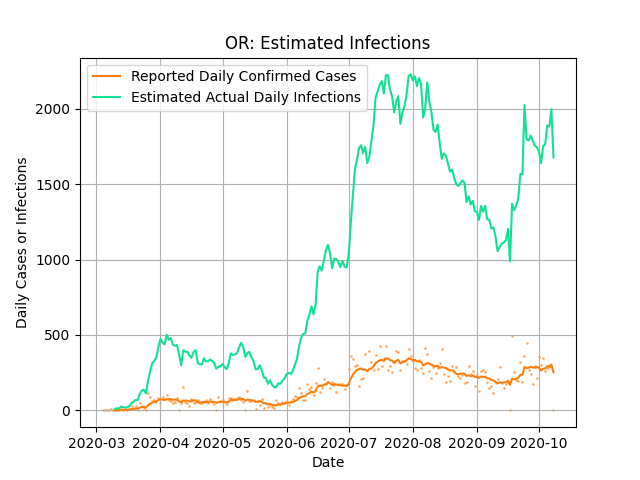 OR: Estimated Infections
Reported Daily Confirmed Cases
Estimated Actual Daily Infections
Daily Cases or Infections
2000
1500
1000
500
0
2020-03 2020-04 2020-05 2020-06 2020-07 2020-08 2020-09 2020-10
Date